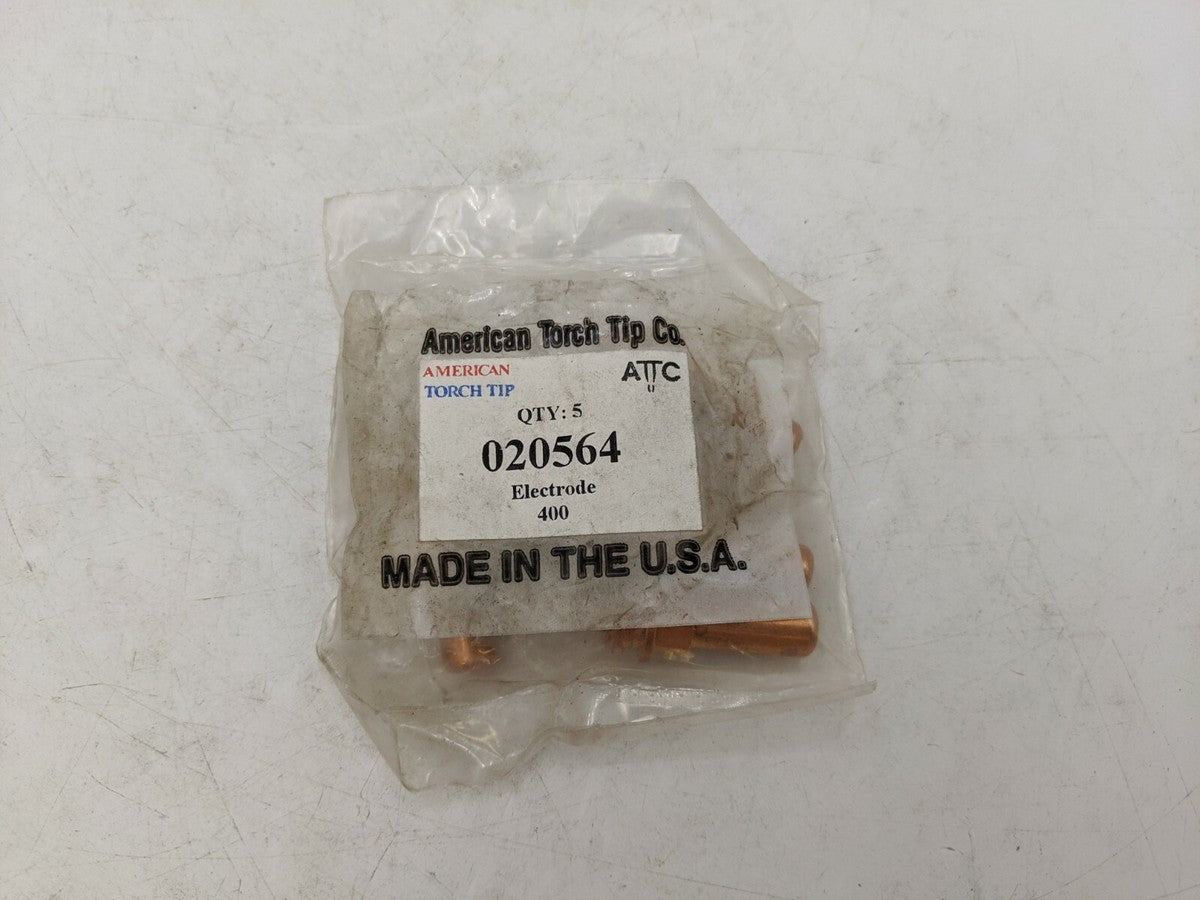 American Torch Tip Co.
AMERICAN
TORCH TIP
ATTC
QTY: 5
020564
Electrode
400
MADE IN THE U.S.A.